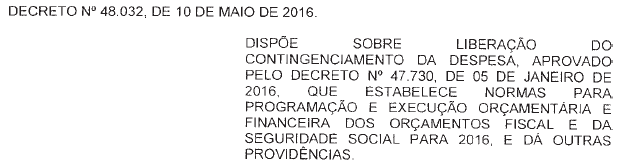 DECRETO Nº 48.032, DE 10 DE MAIO DE 2016.
DISPÕE SOBRE LIBERAÇÃO DO
CONTINGENCIAMENTO DA DESPESA, APROVADO
PELO DECRETO Nº 47.730, DE 05 DE JANEIRO DE
2016, QUE ESTABELECE NORMAS PARA
PROGRAMAÇÃO E EXECUÇÃO ORÇAMENTÁRIA E
FINANCEIRA DOS ORÇAMENTOS FISCAL E DA
SEGURIDADE SOCIAL PARA 2016, E DÁ OUTRAS
PROVIDÊNCIAS.